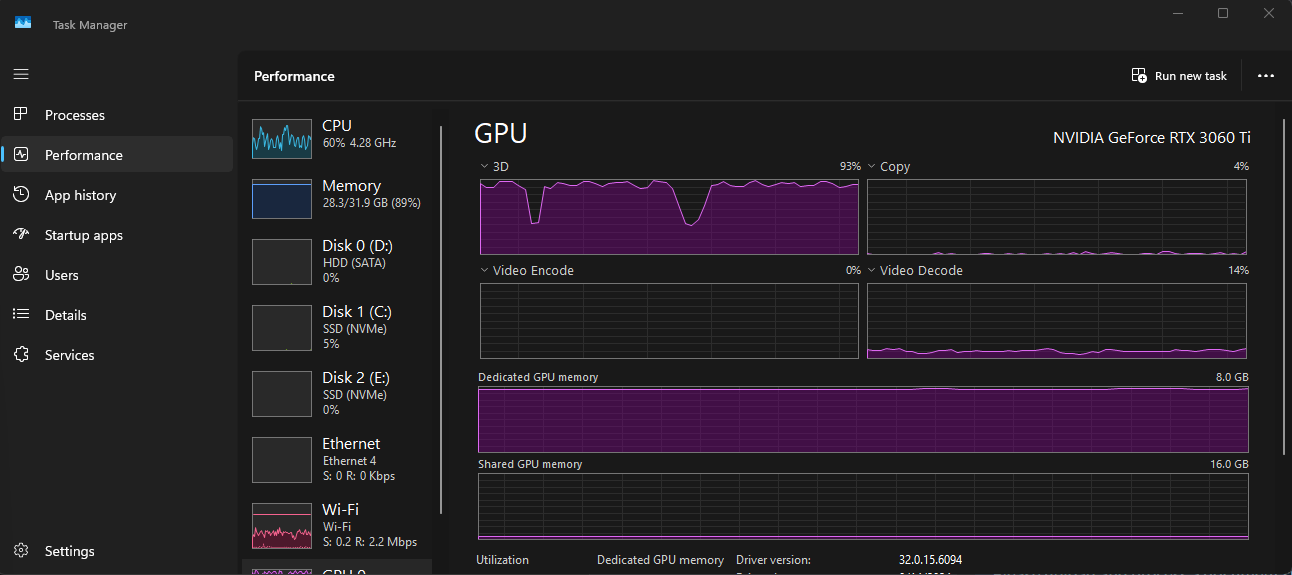 Task Manager
Performance
Run new task
Processes
Performance
App history
Startup apps
Users
Details
Services
Settings
CPU
60% 4.28 GHz
Memory
28.3/31.9 GB (89%)
Disk 0 (D:)
HDD (SATA)
0%
Disk 1 (C:)
SSD (NVMe)
5%
Disk 2 (E:)
SSD (NVMe)
0%
Ethernet
Ethernet 4
S: 0 R: 0 Kbps
Wi-Fi
Wi-Fi
S: 0.2 R: 2.2 Mbps
GPU 0
GPU
NVIDIA GeForce RTX 3060 Ti
3D 93%
Copy 4%
Video Encode 0%
Video Decode 14%
Dedicated GPU memory 8.0 GB
Shared GPU memory 16.0 GB
Utilization Dedicated GPU memory Driver version: 32.0.15.6094